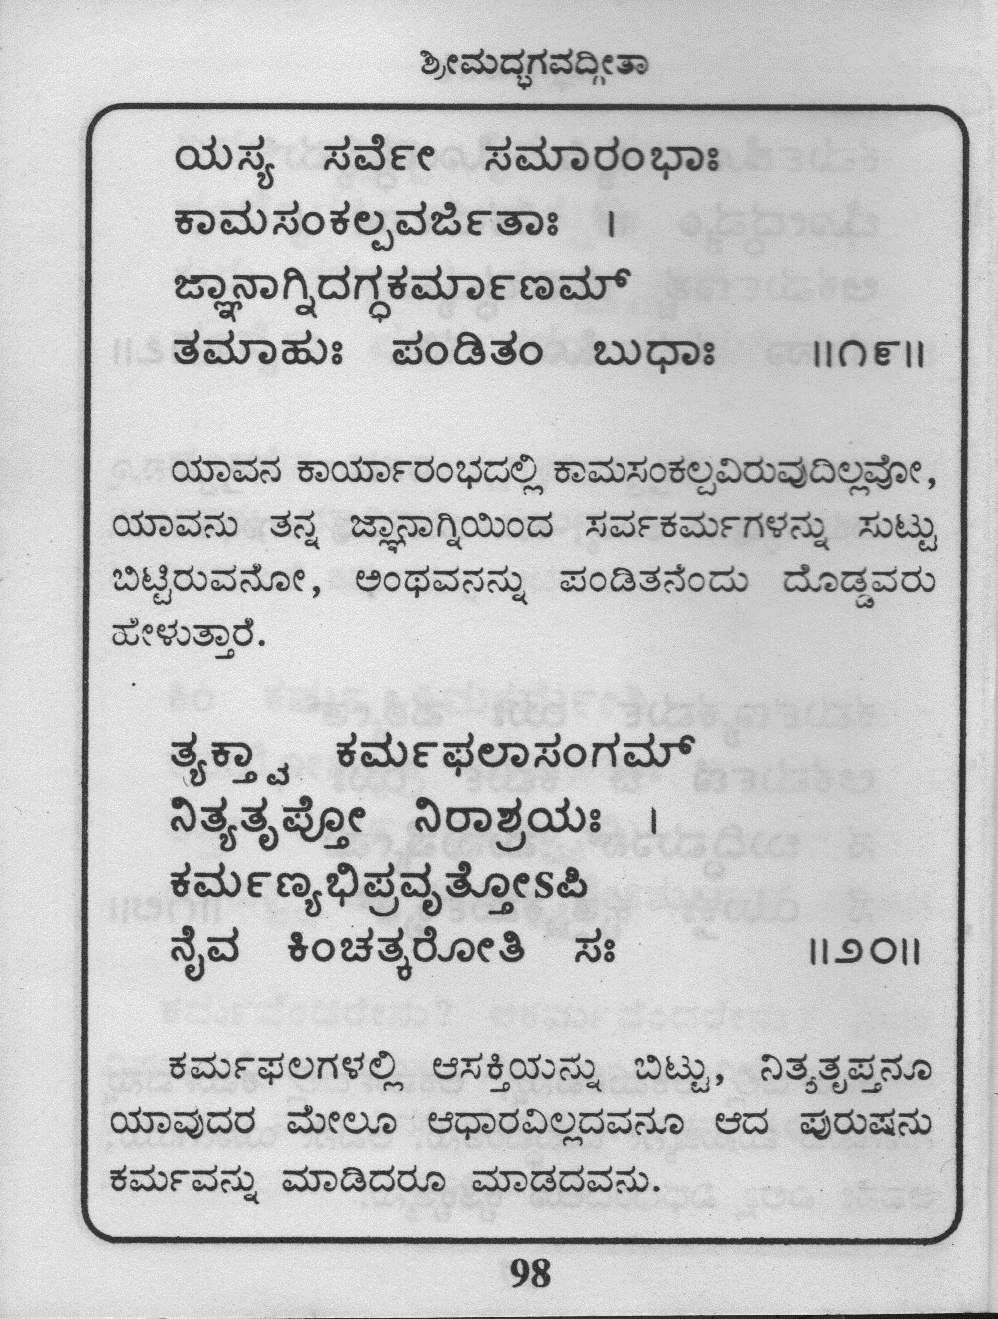 ಶ್ರೀಮದ್ಭಗವದ್ಗೀತಾ
ಯಸ್ಯ ಸರ್ವೇ ಸಮಾರಂಭಾಃ
ಕಾಮಸಂಕಲ್ಪವರ್ಜಿತಾಃ ।
ಜ್ಞಾನಾಗ್ನಿದಗ್ಧಕರ್ಮಾಣಮ್
ತಮಾಹುಃ ಪಂಡಿತಂ ಬುಧಾಃ ॥೧೯॥
ಯಾವನ ಕಾರ್ಯಾರಂಭದಲ್ಲಿ ಕಾಮಸಂಕಲ್ಪವಿರುವುದಿಲ್ಲವೋ,
ಯಾವನು ತನ್ನ ಜ್ಞಾನಾಗ್ನಿಯಿಂದ ಸರ್ವಕರ್ಮಗಳನ್ನು ಸುಟ್ಟು
ಬಿಟ್ಟಿರುವನೋ, ಅಂಥವನನ್ನು ಪಂಡಿತನೆಂದು ದೊಡ್ಡವರು
ಹೇಳುತ್ತಾರೆ.
ತ್ಯಕ್ತ್ವಾ ಕರ್ಮಫಲಾಸಂಗಮ್
ನಿತ್ಯತೃಪ್ತೋ ನಿರಾಶ್ರಯಃ ।
ಕರ್ಮಣ್ಯಭಿಪ್ರವೃತ್ತೋಽಪಿ
ನೈವ ಕಿಂಚತ್ಕರೋತಿ ಸಃ ॥೨೦॥
ಕರ್ಮಫಲಗಳಲ್ಲಿ ಆಸಕ್ತಿಯನ್ನು ಬಿಟ್ಟು, ನಿತ್ಯತೃಪ್ತನೂ
ಯಾವುದರ ಮೇಲೂ ಆಧಾರವಿಲ್ಲದವನೂ ಆದ ಪುರುಷನು
ಕರ್ಮವನ್ನು ಮಾಡಿದರೂ ಮಾಡದವನು.
98